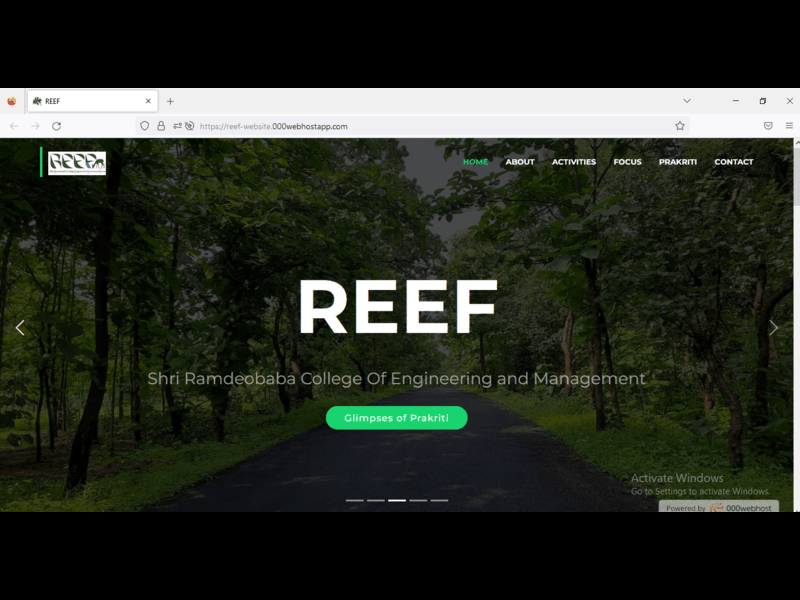 REEF
https://reef-website.000webhostapp.com
REEF
HOME ABOUT ACTIVITIES FOCUS PRAKRITI CONTACT
REEF
Shri Ramdeobaba College Of Engineering and Management
Glimpses of Prakriti
Activate Windows
Go to Settings to activate Windows.
Powered by 000webhost